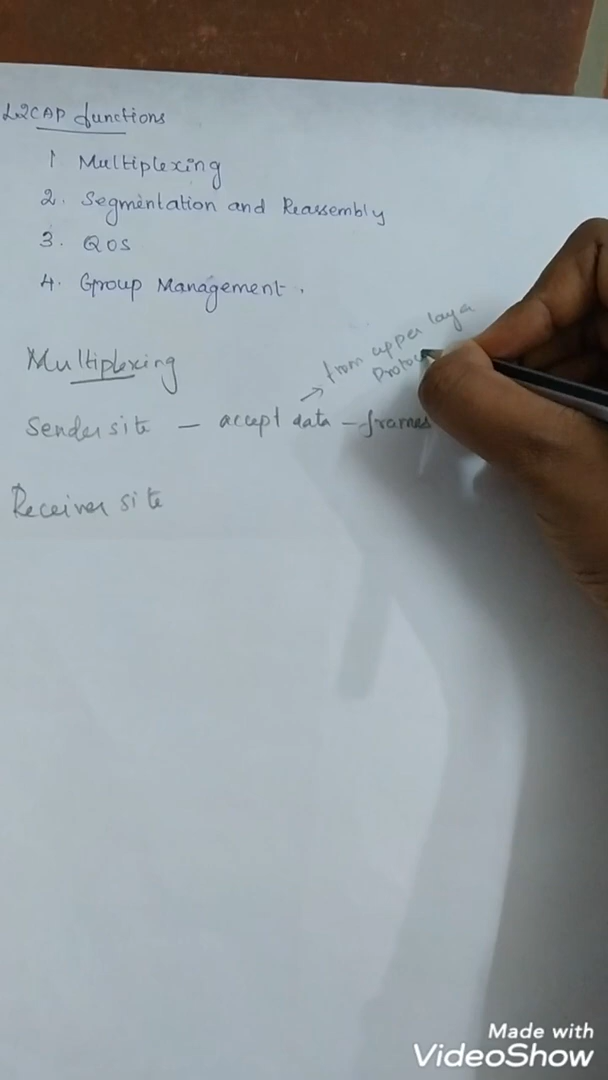 L2CAP functions
1 Multiplexing
2. Segmentation and Reassembly
3. QOS
4. Group Management.
Multiplexing
from upper layer
Protoco
Sender site – accept data – frames
Receiver site
Made with
VideoShow